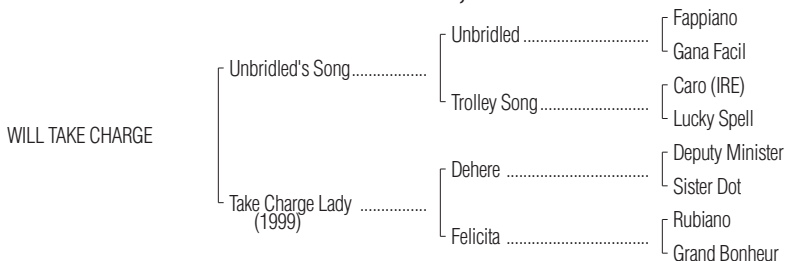 Fappiano
Unbridled ..............................
Gana Facil
Unbridled's Song..................
Caro (IRE)
Trolley Song..........................
Lucky Spell
WILL TAKE CHARGE
Deputy Minister
Dehere ..................................
Sister Dot
Take Charge Lady ................
(1999)
Rubiano
Felicita ..................................
Grand Bonheur